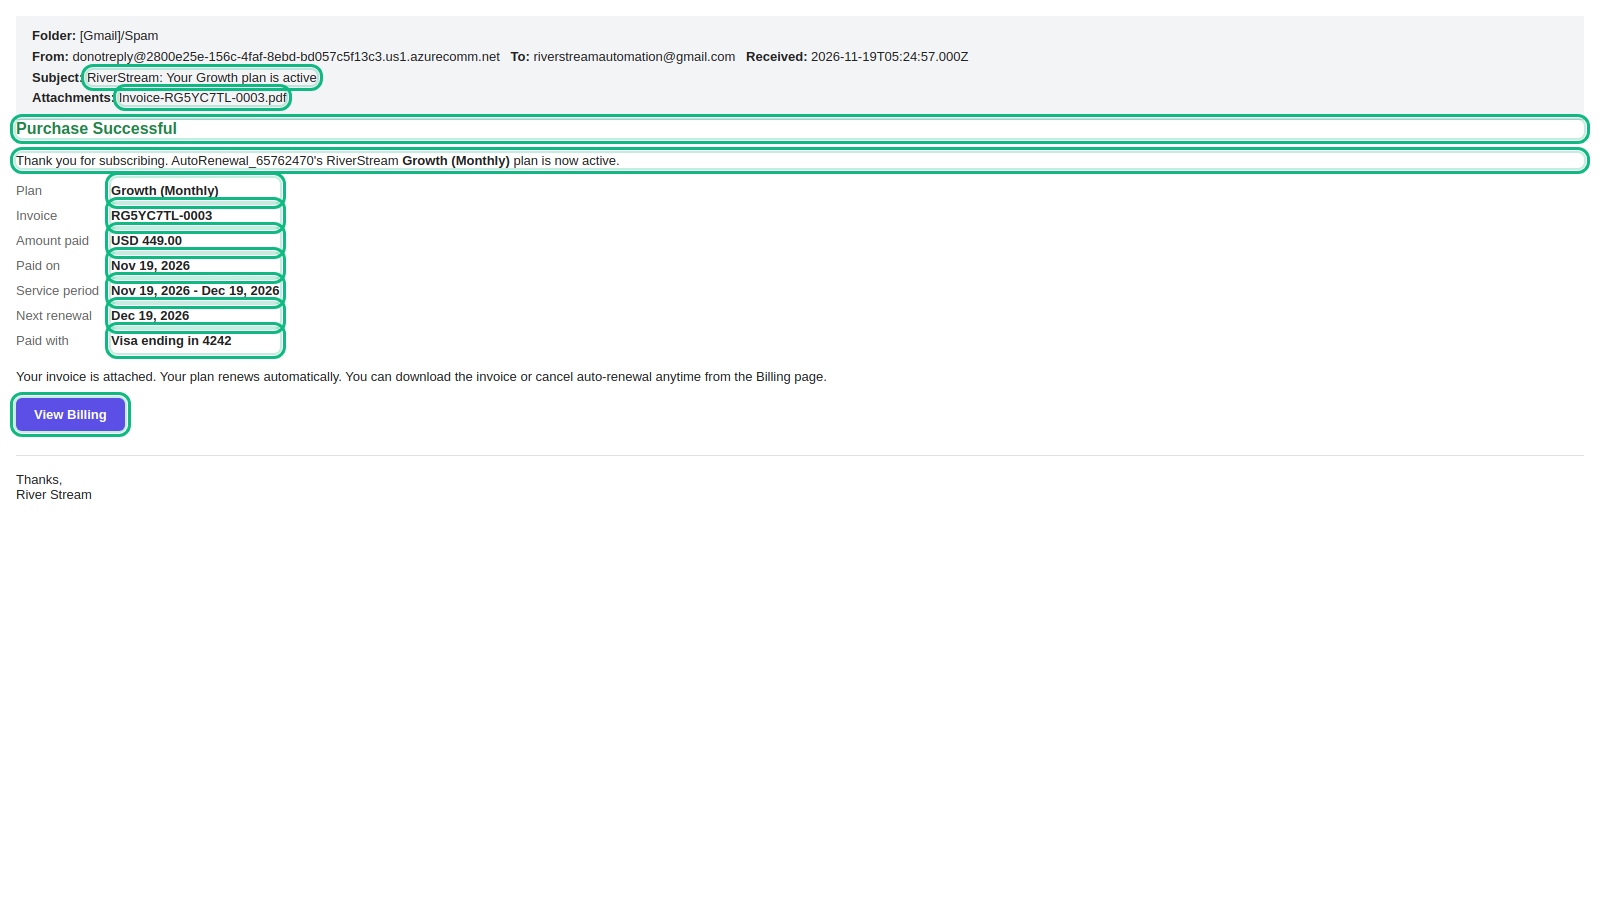 Folder: [Gmail]/Spam
From: donotreply@2800e25e-156c-4faf-8ebd-bd057c5f13c3.us1.azurecomm.net To: riverstreamautomation@gmail.com Received: 2026-11-19T05:24:57.000Z
Subject: RiverStream: Your Growth plan is active
Attachments: Invoice-RG5YC7TL-0003.pdf
Purchase Successful
Thank you for subscribing. AutoRenewal_65762470's RiverStream Growth (Monthly) plan is now active.
Plan Growth (Monthly)
Invoice RG5YC7TL-0003
Amount paid USD 449.00
Paid on Nov 19, 2026
Service period Nov 19, 2026 - Dec 19, 2026
Next renewal Dec 19, 2026
Paid with Visa ending in 4242
Your invoice is attached. Your plan renews automatically. You can download the invoice or cancel auto-renewal anytime from the Billing page.
View Billing
Thanks,
River Stream